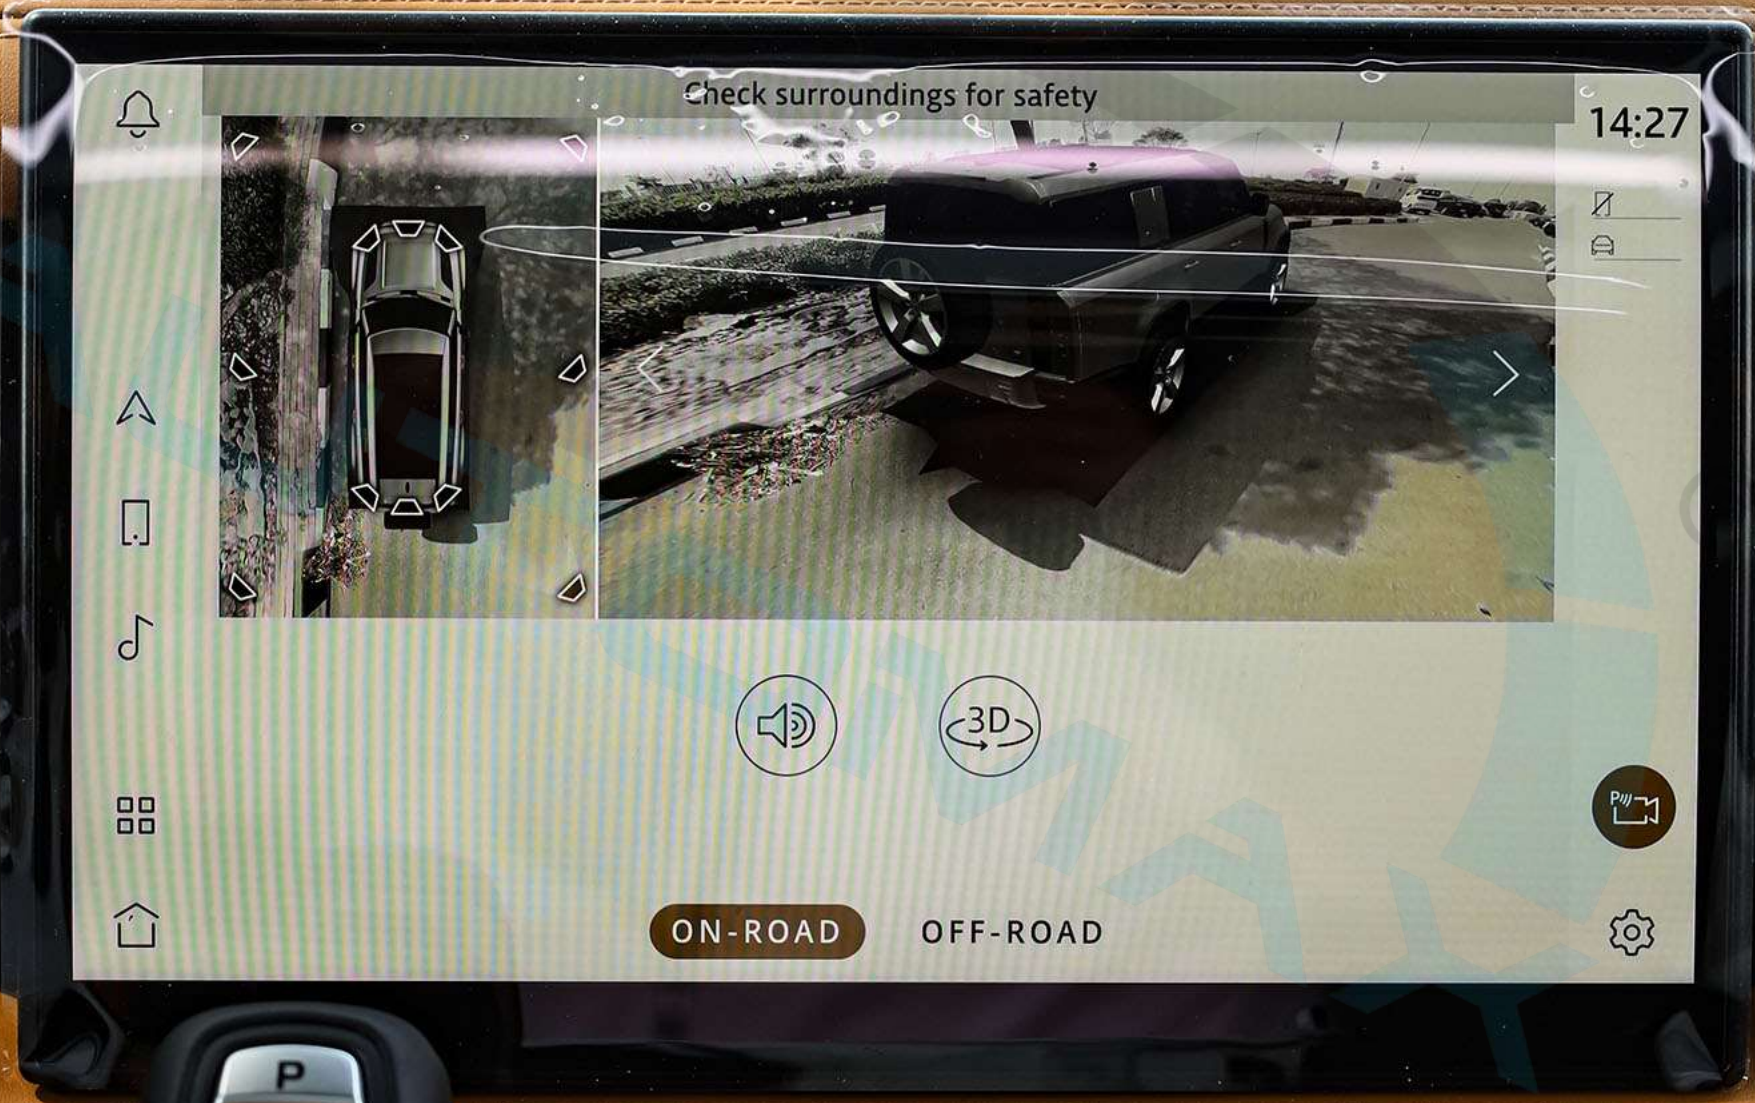 Check surroundings for safety
14:27
3D
P
ON-ROAD
OFF-ROAD
P